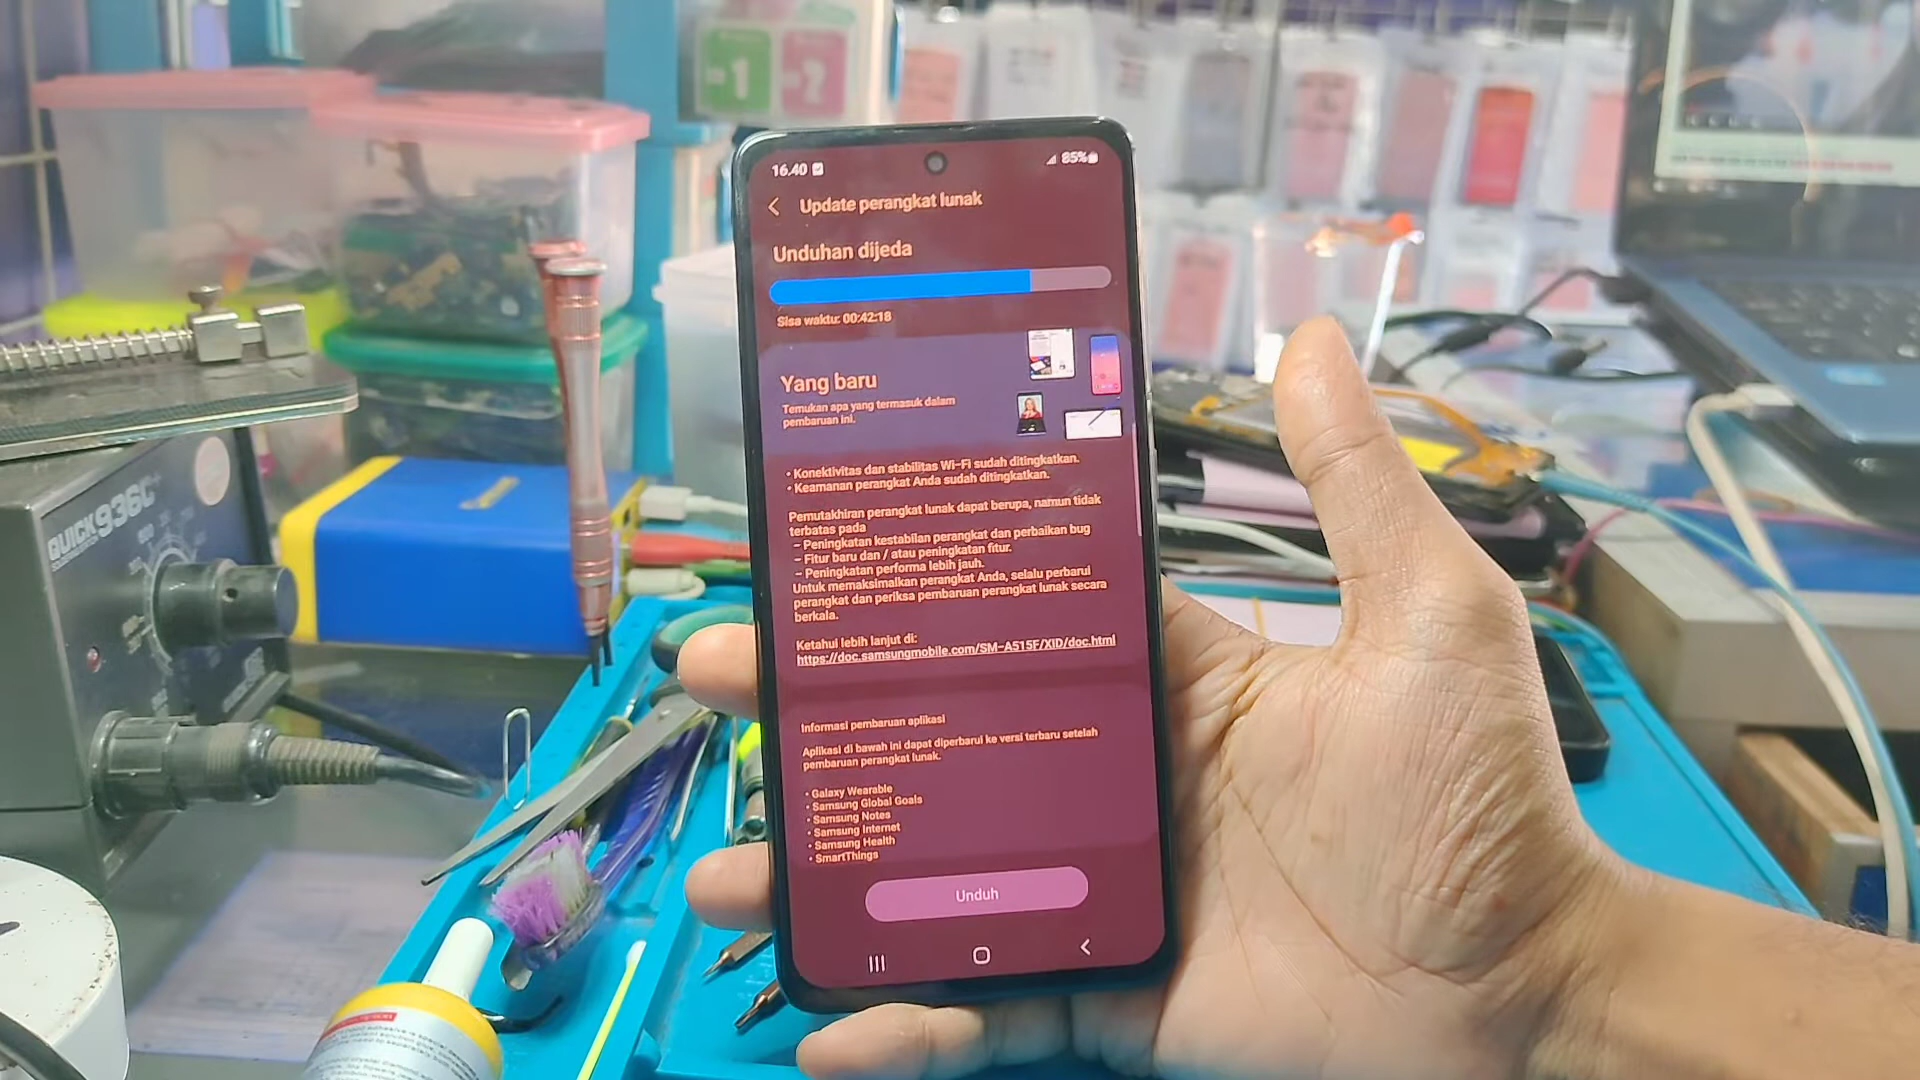 16.40
85%
Update perangkat lunak
Unduhan dijeda
Sisa waktu: 00:42:18
Yang baru
Temukan apa yang termasuk dalam
pembaruan ini.
• Konektivitas dan stabilitas Wi-Fi sudah ditingkatkan.
• Keamanan perangkat Anda sudah ditingkatkan.
Pemutakhiran perangkat lunak dapat berupa, namun tidak
terbatas pada
– Peningkatan kestabilan perangkat dan perbaikan bug
– Fitur baru dan / atau peningkatan fitur.
– Peningkatan performa lebih jauh.
Untuk memaksimalkan perangkat Anda, selalu perbarui
perangkat dan periksa pembaruan perangkat lunak secara
berkala.
Ketahui lebih lanjut di:
https://doc.samsungmobile.com/SM-A515F/XID/doc.html
Informasi pembaruan aplikasi
Aplikasi di bawah ini dapat diperbarui ke versi terbaru setelah
pembaruan perangkat lunak.
• Galaxy Wearable
• Samsung Global Goals
• Samsung Notes
• Samsung Internet
• Samsung Health
• SmartThings
Unduh
QUICK 936C+
-1
-2